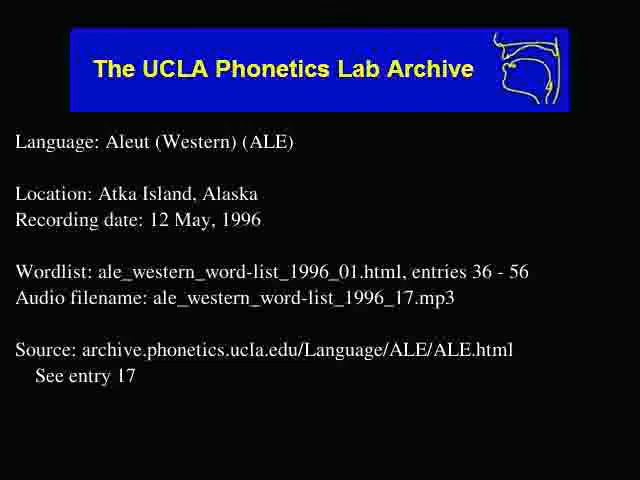 The UCLA Phonetics Lab Archive
Language: Aleut (Western) (ALE)
Location: Atka Island, Alaska
Recording date: 12 May, 1996
Wordlist: ale_western_word-list_1996_01.html, entries 36 - 56
Audio filename: ale_western_word-list_1996_17.mp3
Source: archive.phonetics.ucla.edu/Language/ALE/ALE.html
See entry 17